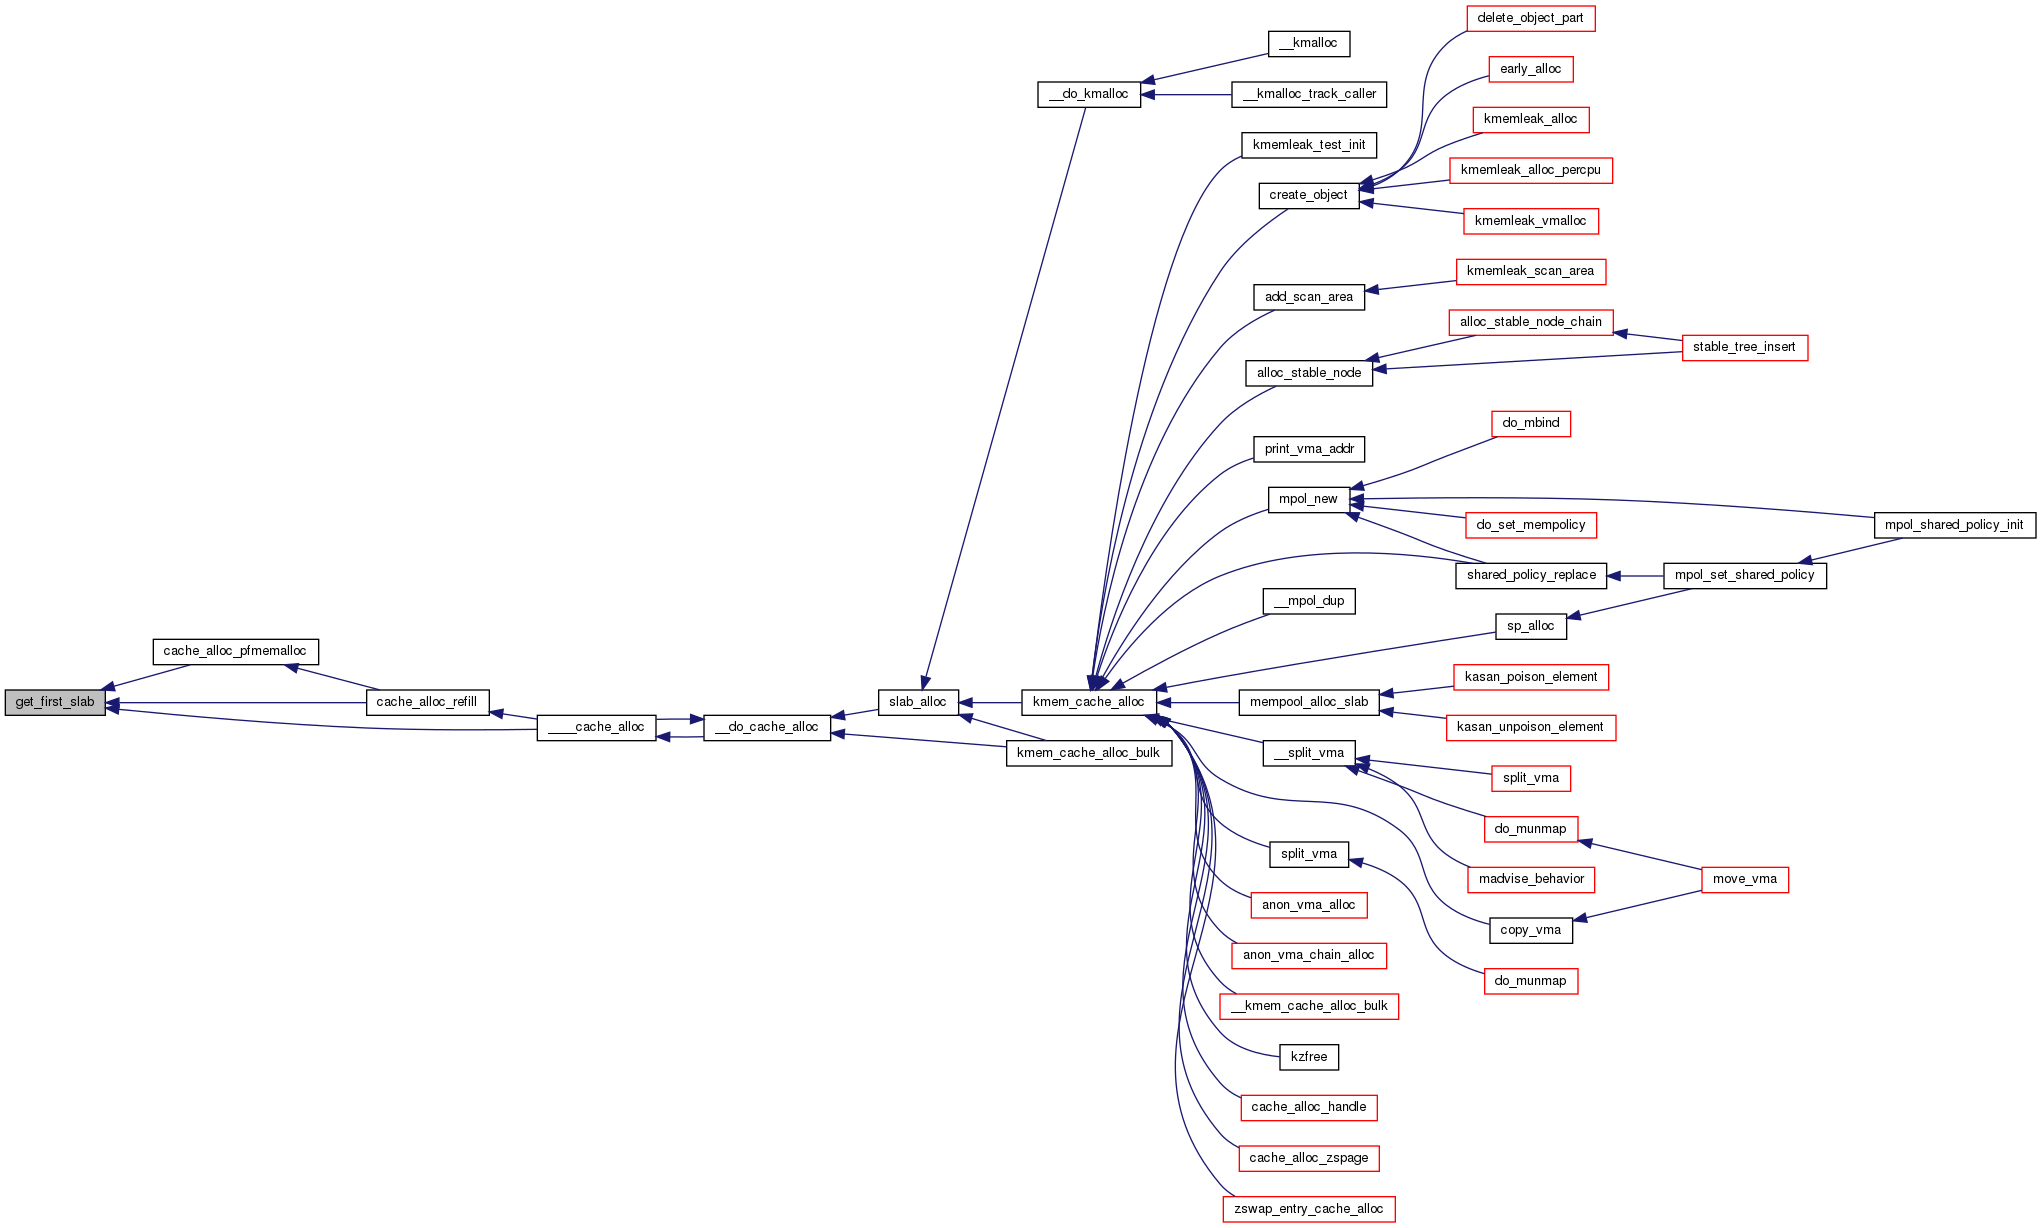 delete_object_part
__kmalloc
early_alloc
__do_kmalloc
__kmalloc_track_caller
kmemleak_alloc
kmemleak_test_init
kmemleak_alloc_percpu
create_object
kmemleak_vmalloc
kmemleak_scan_area
add_scan_area
alloc_stable_node_chain
stable_tree_insert
alloc_stable_node
do_mbind
print_vma_addr
mpol_new
do_set_mempolicy
mpol_shared_policy_init
shared_policy_replace
mpol_set_shared_policy
__mpol_dup
sp_alloc
cache_alloc_pfmemalloc
kasan_poison_element
get_first_slab
cache_alloc_refill
slab_alloc
kmem_cache_alloc
mempool_alloc_slab
____cache_alloc
__do_cache_alloc
kasan_unpoison_element
kmem_cache_alloc_bulk
__split_vma
split_vma
do_munmap
split_vma
madvise_behavior
move_vma
anon_vma_alloc
copy_vma
anon_vma_chain_alloc
do_munmap
__kmem_cache_alloc_bulk
kzfree
cache_alloc_handle
cache_alloc_zspage
zswap_entry_cache_alloc